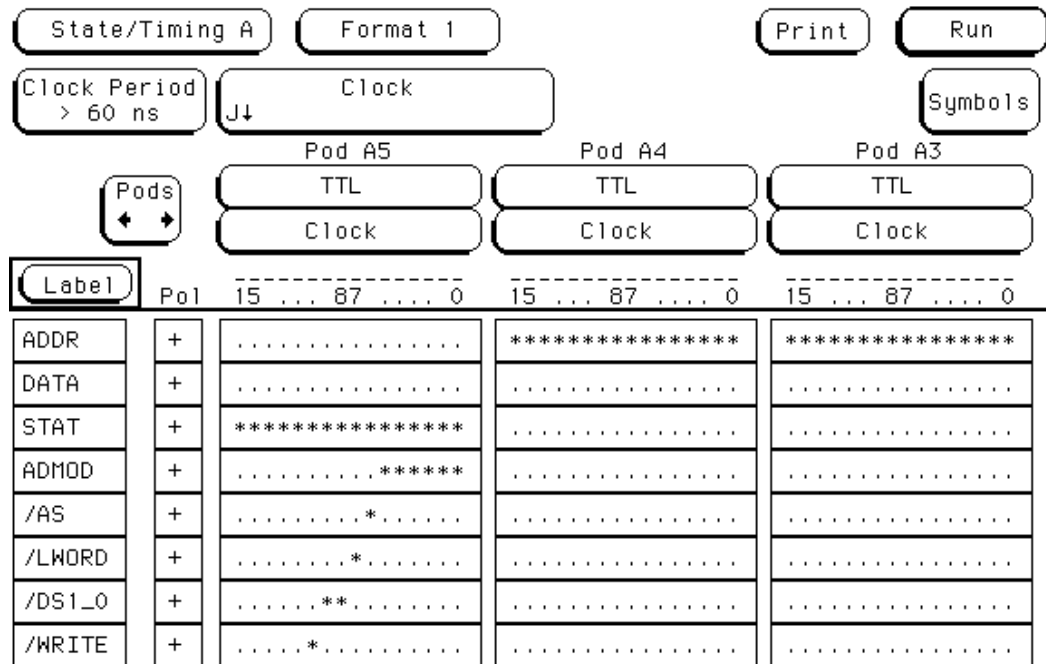 State/Timing A Format 1 Print Run
Clock Period > 60 ns Clock J↓ Symbols
Pod A5 Pod A4 Pod A3
Pods ← → TTL TTL TTL
Clock Clock Clock
Label Pol 15 ... 87 .... 0 15 ... 87 .... 0 15 ... 87 .... 0
ADDR + ................ **************** ****************
DATA + ................ ................ ................
STAT + **************** ................ ................
ADMOD + ..........****** ................ ................
/AS + .........*...... ................ ................
/LWORD + ........*....... ................ ................
/DS1_0 + ......**........ ................ ................
/WRITE + .....*.......... ................ ................